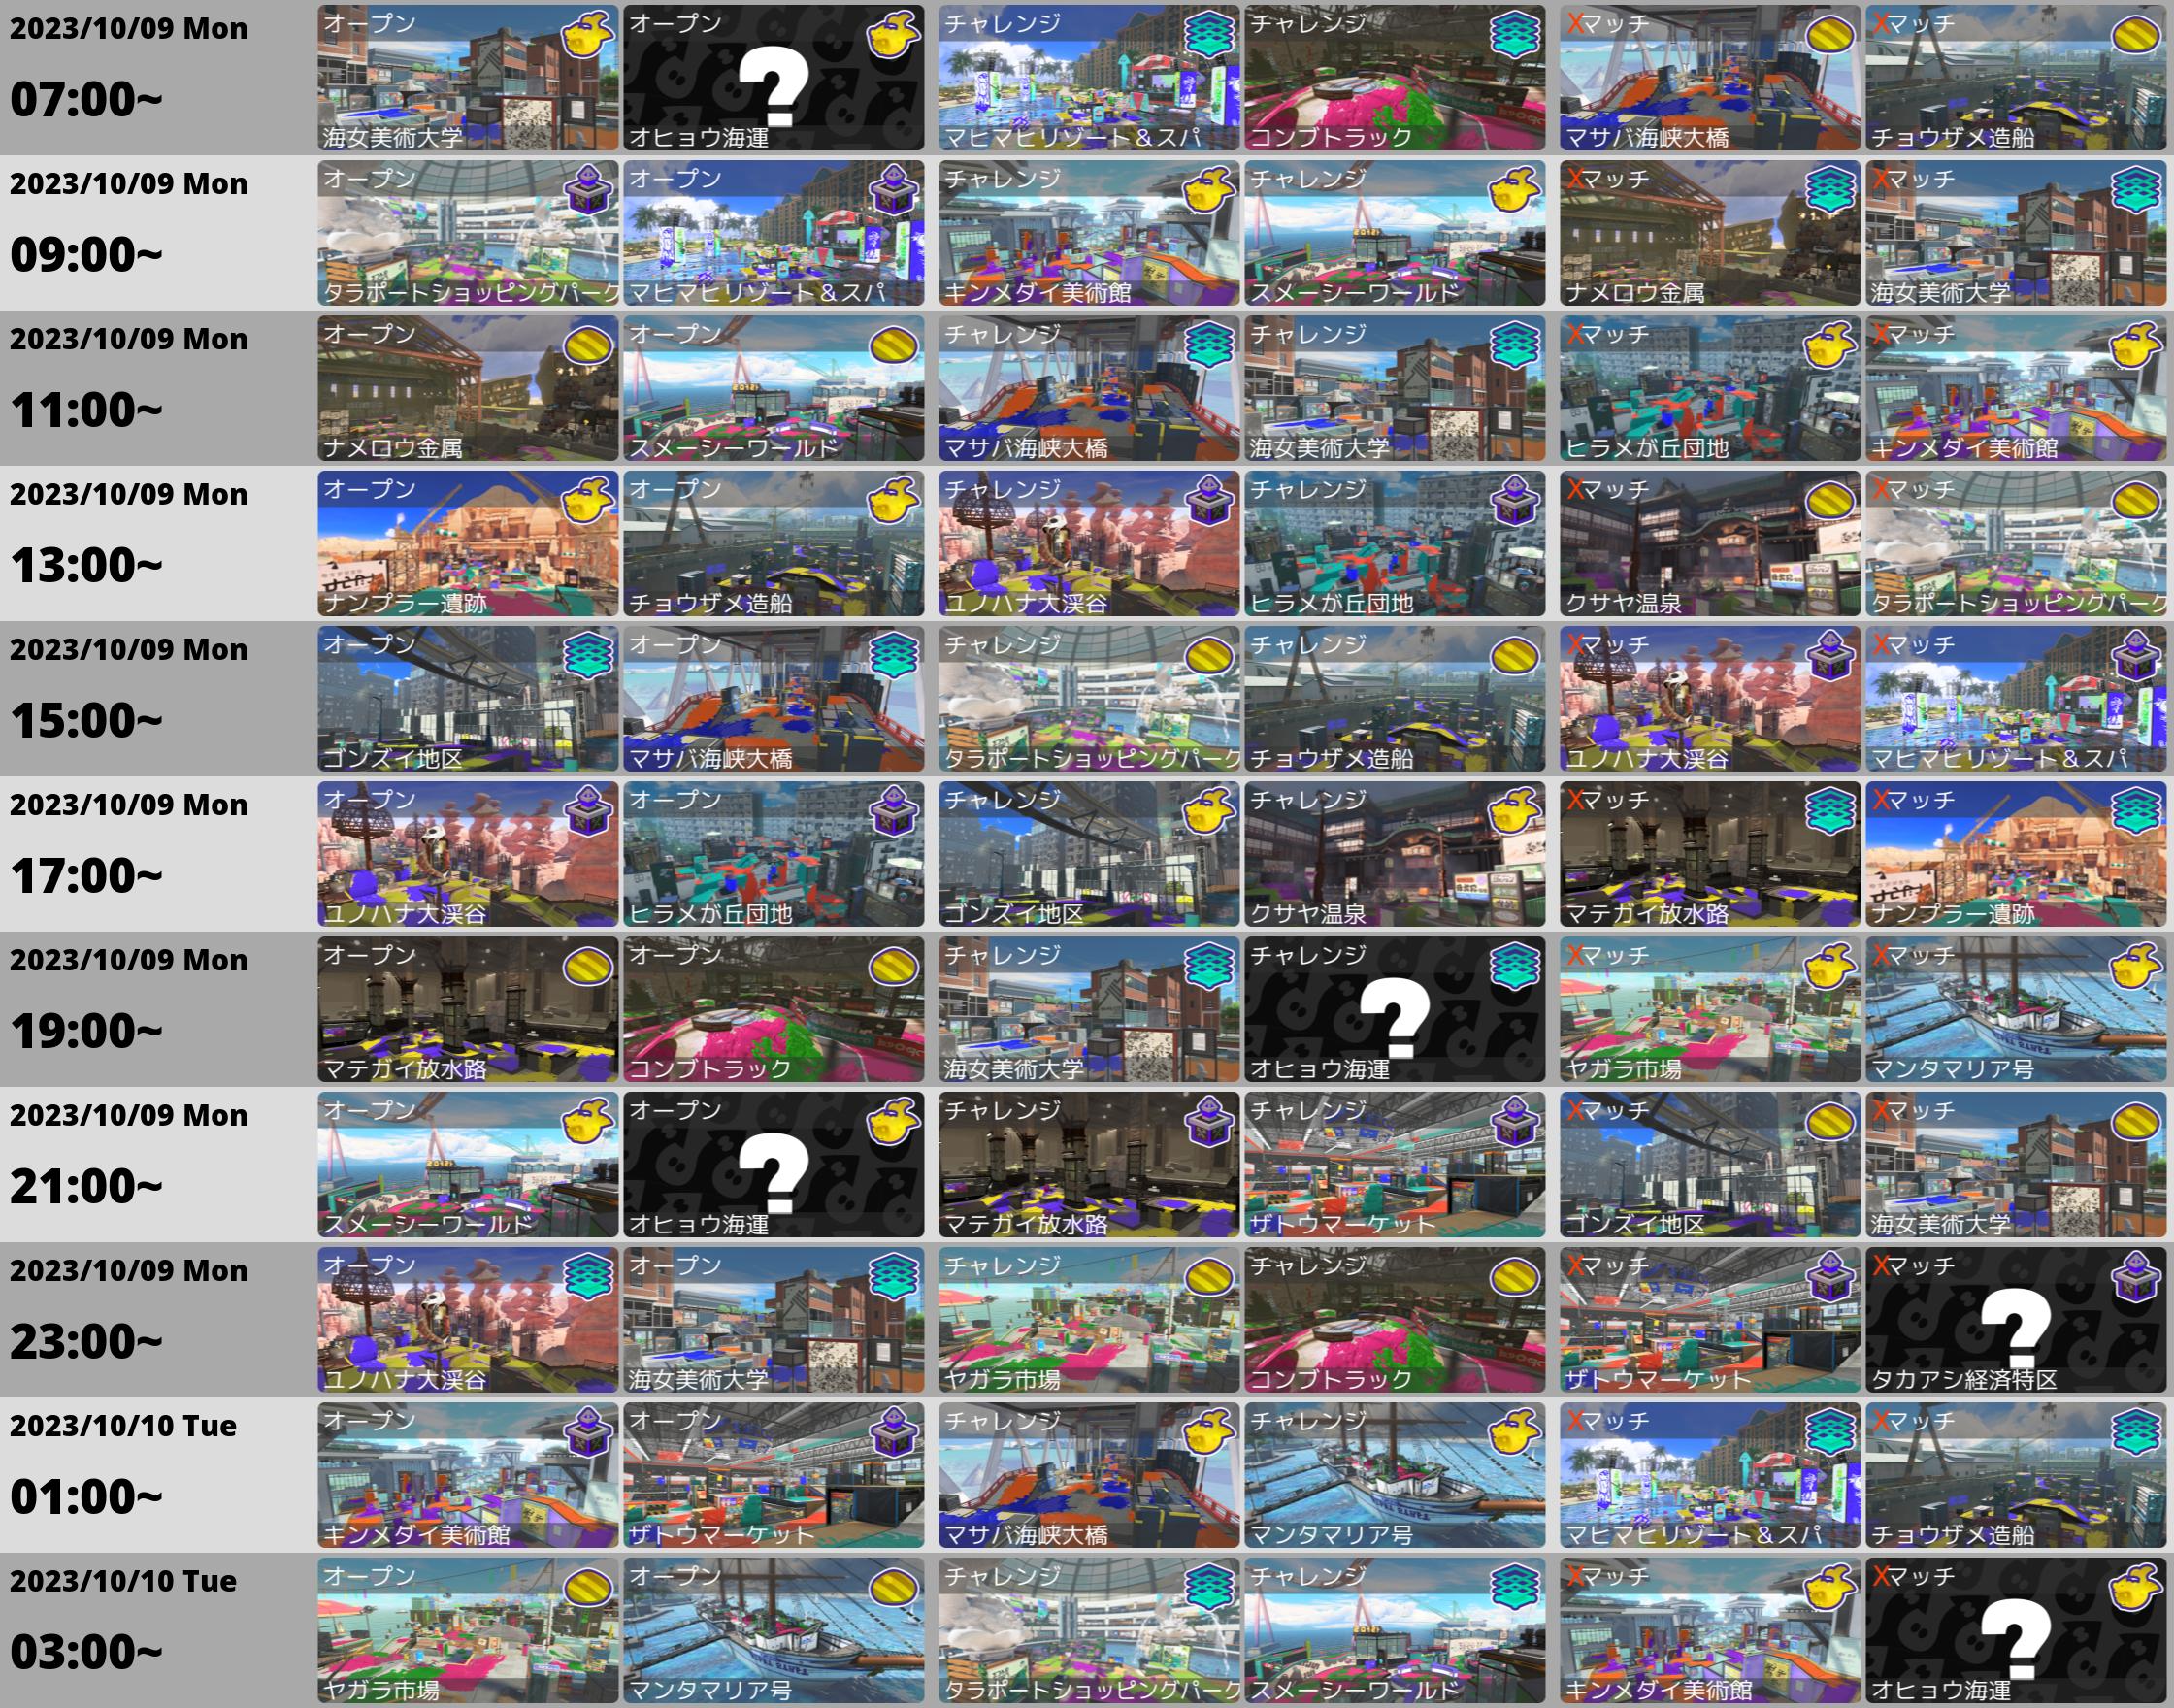 2023/10/09 Mon
07:00~
オープン オープン チャレンジ チャレンジ Xマッチ Xマッチ
海女美術大学 オヒョウ海運 マヒマヒリゾート＆スパ コンブトラック マサバ海峡大橋 チョウザメ造船
2023/10/09 Mon
09:00~
オープン オープン チャレンジ チャレンジ Xマッチ Xマッチ
タラポートショッピングパーク マヒマヒリゾート＆スパ キンメダイ美術館 スメーシーワールド ナメロウ金属 海女美術大学
2023/10/09 Mon
11:00~
オープン オープン チャレンジ チャレンジ Xマッチ Xマッチ
ナメロウ金属 スメーシーワールド マサバ海峡大橋 海女美術大学 ヒラメが丘団地 キンメダイ美術館
2023/10/09 Mon
13:00~
オープン オープン チャレンジ チャレンジ Xマッチ Xマッチ
ナンプラー遺跡 チョウザメ造船 ユノハナ大渓谷 ヒラメが丘団地 クサヤ温泉 タラポートショッピングパーク
2023/10/09 Mon
15:00~
オープン オープン チャレンジ チャレンジ Xマッチ Xマッチ
ゴンズイ地区 マサバ海峡大橋 タラポートショッピングパーク チョウザメ造船 ユノハナ大渓谷 マヒマヒリゾート＆スパ
2023/10/09 Mon
17:00~
オープン オープン チャレンジ チャレンジ Xマッチ Xマッチ
ユノハナ大渓谷 ヒラメが丘団地 ゴンズイ地区 クサヤ温泉 マテガイ放水路 ナンプラー遺跡
2023/10/09 Mon
19:00~
オープン オープン チャレンジ チャレンジ Xマッチ Xマッチ
マテガイ放水路 コンブトラック 海女美術大学 オヒョウ海運 ヤガラ市場 マンタマリア号
2023/10/09 Mon
21:00~
オープン オープン チャレンジ チャレンジ Xマッチ Xマッチ
スメーシーワールド オヒョウ海運 マテガイ放水路 ザトウマーケット ゴンズイ地区 海女美術大学
2023/10/09 Mon
23:00~
オープン オープン チャレンジ チャレンジ Xマッチ Xマッチ
ユノハナ大渓谷 海女美術大学 ヤガラ市場 コンブトラック ザトウマーケット タカアシ経済特区
2023/10/10 Tue
01:00~
オープン オープン チャレンジ チャレンジ Xマッチ Xマッチ
キンメダイ美術館 ザトウマーケット マサバ海峡大橋 マンタマリア号 マヒマヒリゾート＆スパ チョウザメ造船
2023/10/10 Tue
03:00~
オープン オープン チャレンジ チャレンジ Xマッチ Xマッチ
ヤガラ市場 マンタマリア号 タラポートショッピングパーク スメーシーワールド キンメダイ美術館 オヒョウ海運